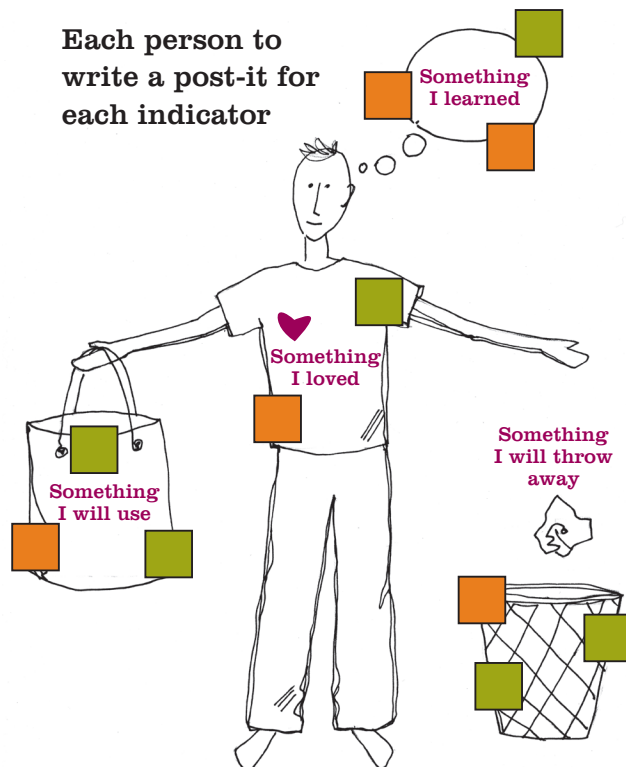 Each person to
write a post-it for
each indicator
Something
I learned
Something
I loved
Something
I will use
Something
I will throw
away